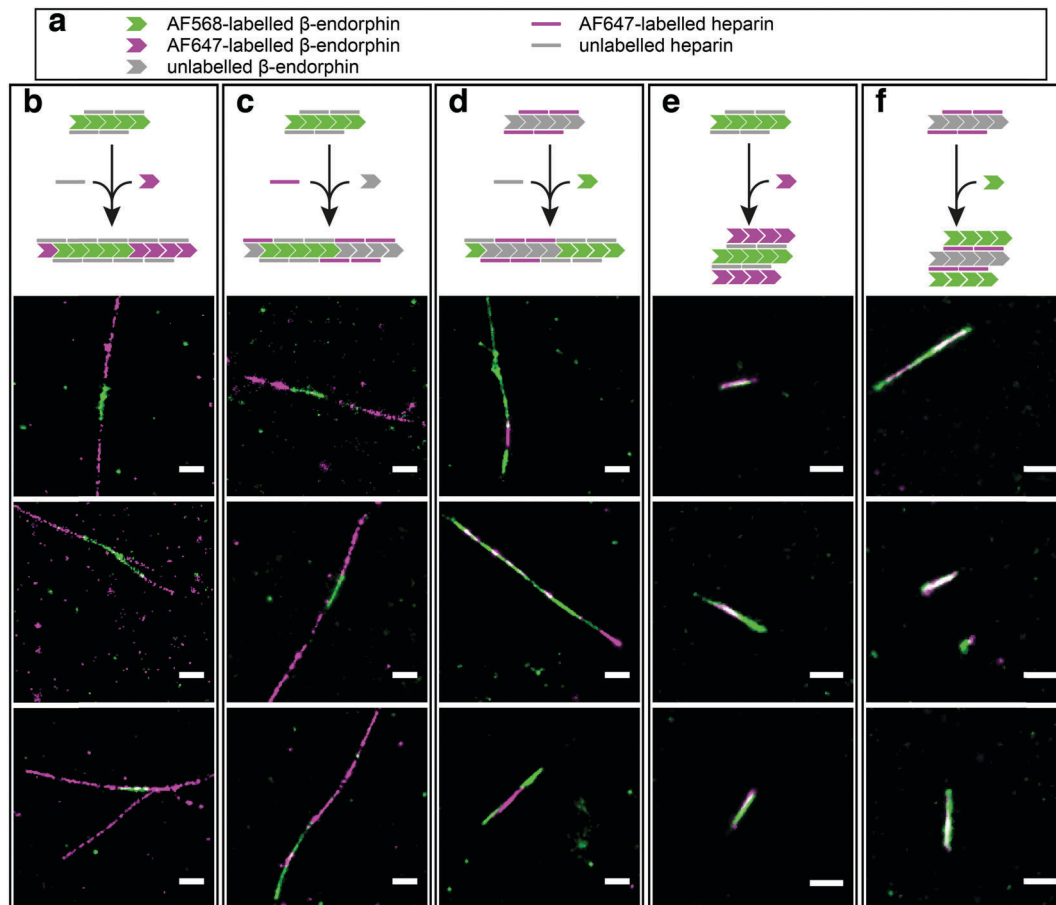 a
AF568-labelled β-endorphin
AF647-labelled β-endorphin
unlabelled β-endorphin
AF647-labelled heparin
unlabelled heparin
b
c
d
e
f